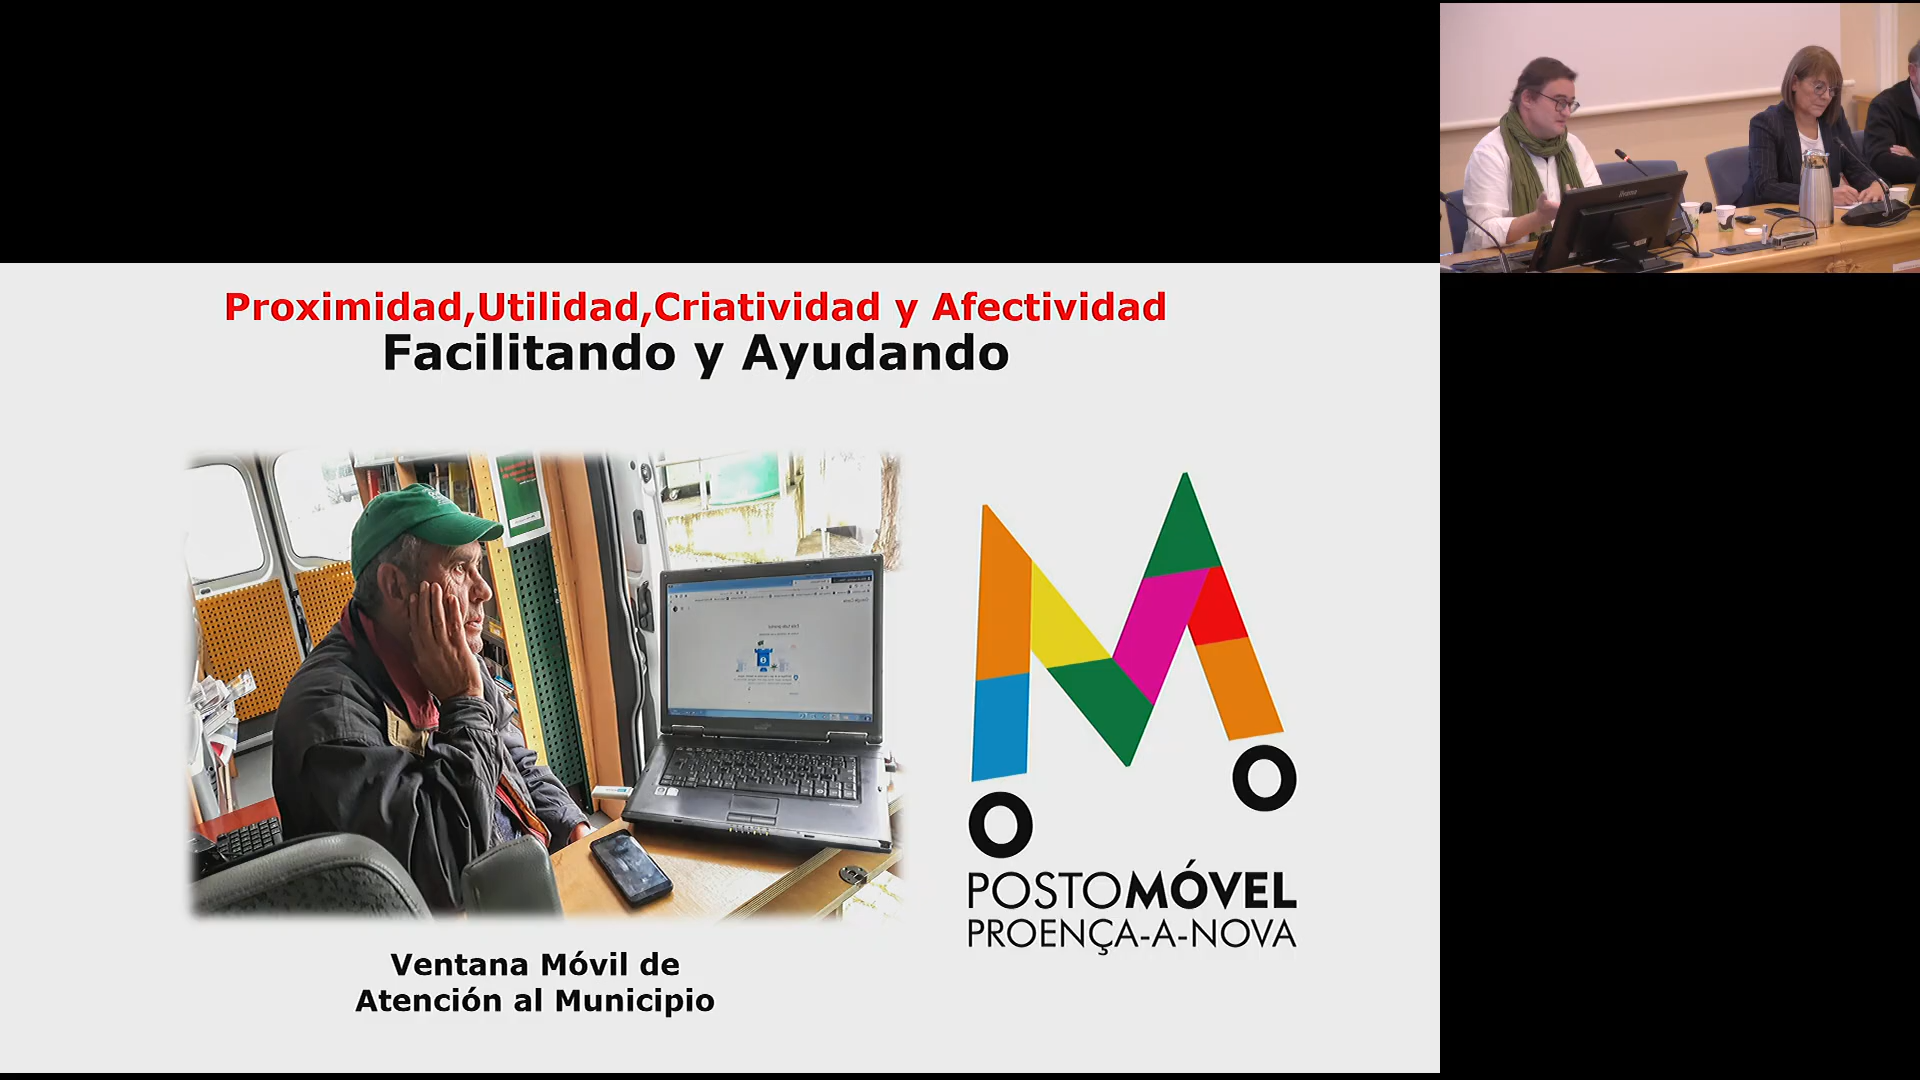 Proximidad,Utilidad,Criatividad y Afectividad
Facilitando y Ayudando
POSTOMÓVEL
PROENÇA-A-NOVA
Ventana Móvil de
Atención al Municipio